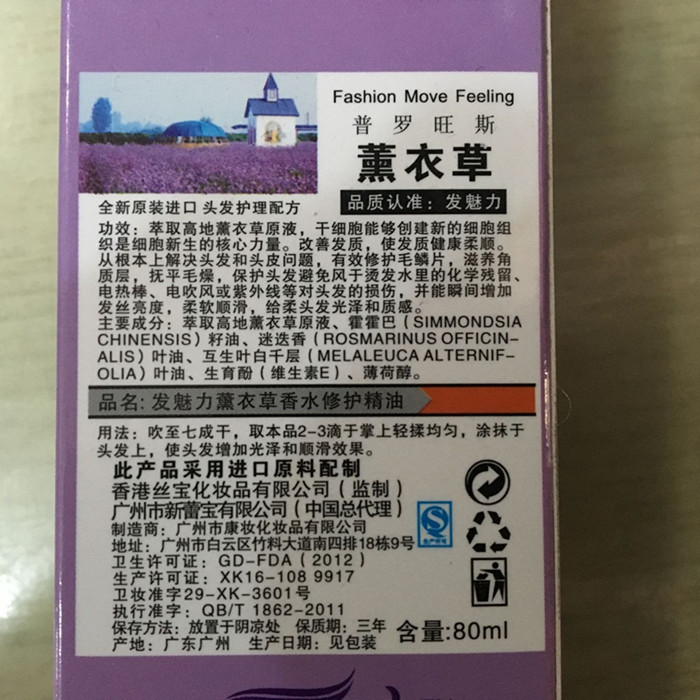 Fashion Move Feeling
普罗旺斯
薰衣草
品质认准：发魅力
全新原装进口 头发护理配方
功效：萃取高地薰衣草原液，干细胞能够创建新的细胞组
织是细胞新生的核心力量。改善发质，使发质健康柔顺。
从根本上解决头发和头皮问题，有效修护毛鳞片，滋养角
质层，抚平毛燥，保护头发避免风于烫发水里的化学残留、
电热棒、电吹风或紫外线等对头发的损伤，并能瞬间增加
发丝亮度，柔软顺滑，给柔头发光泽和质感。
主要成分：萃取高地薰衣草原液、霍霍巴（SIMMONDSIA
CHINENSIS）籽油、迷迭香（ROSMARINUS OFFICIN-
ALIS）叶油、互生叶白千层（MELALEUCA ALTERNIF-
OLIA）叶油、生育酚（维生素E）、薄荷醇。
品名：发魅力薰衣草香水修护精油
用法：吹至七成干，取本品2-3滴于掌上轻揉均匀，涂抹于
头发上，使头发增加光泽和顺滑效果。
此产品采用进口原料配制
香港丝宝化妆品有限公司（监制）
广州市新蕾宝有限公司（中国总代理）
制造商：广州市康妆化妆品有限公司
地址：广州市白云区竹料大道南四排18栋9号
生产许可
卫生许可证：GD-FDA（2012）
生产许可证：XK16-108 9917
卫妆准字29-XK-3601号
执行准字：QB/T 1862-2011
保存方法：放置于阴凉处 保质期：三年
含量:80ml
产地：广东广州 生产日期：见包装